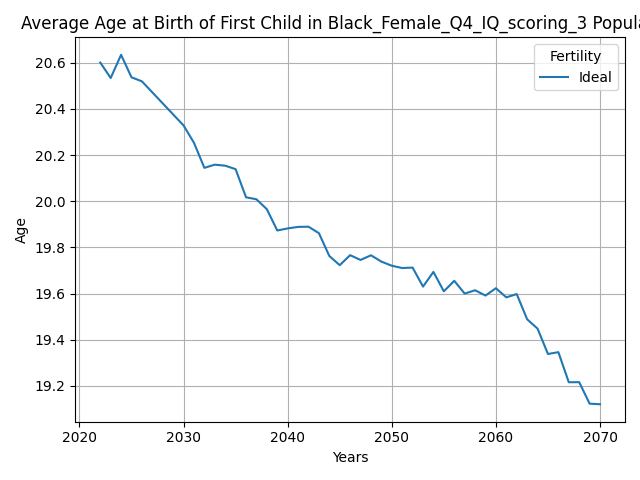 Average Age at Birth of First Child in Black_Female_Q4_IQ_scoring_3 Popula
Fertility
Ideal
20.6
20.4
20.2
20.0
19.8
19.6
19.4
19.2
Age
2020 2030 2040 2050 2060 2070
Years